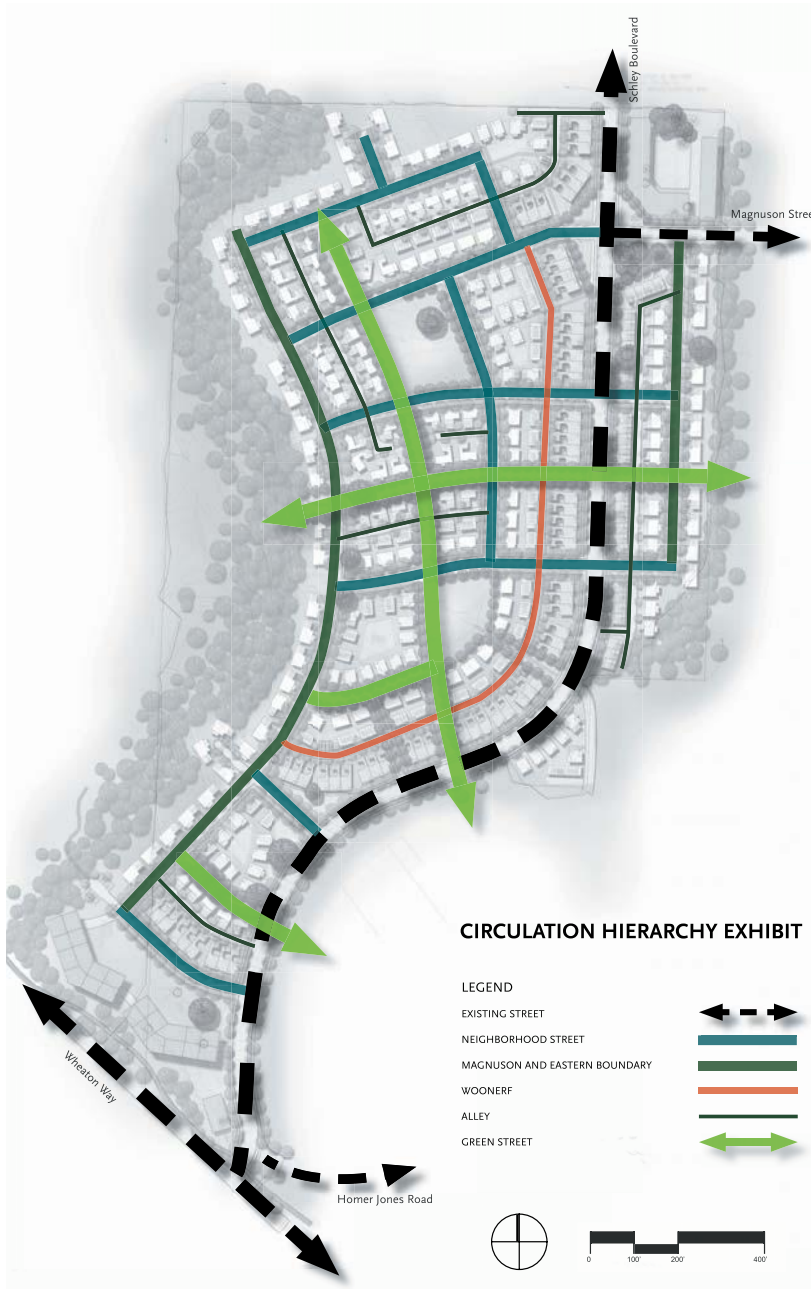 Schley Boulevard
Magnuson Stree
CIRCULATION HIERARCHY EXHIBIT
LEGEND
EXISTING STREET
NEIGHBORHOOD STREET
MAGNUSON AND EASTERN BOUNDARY
WOONERF
ALLEY
GREEN STREET
Wheaton Way
Homer Jones Road
0 100' 200' 400'